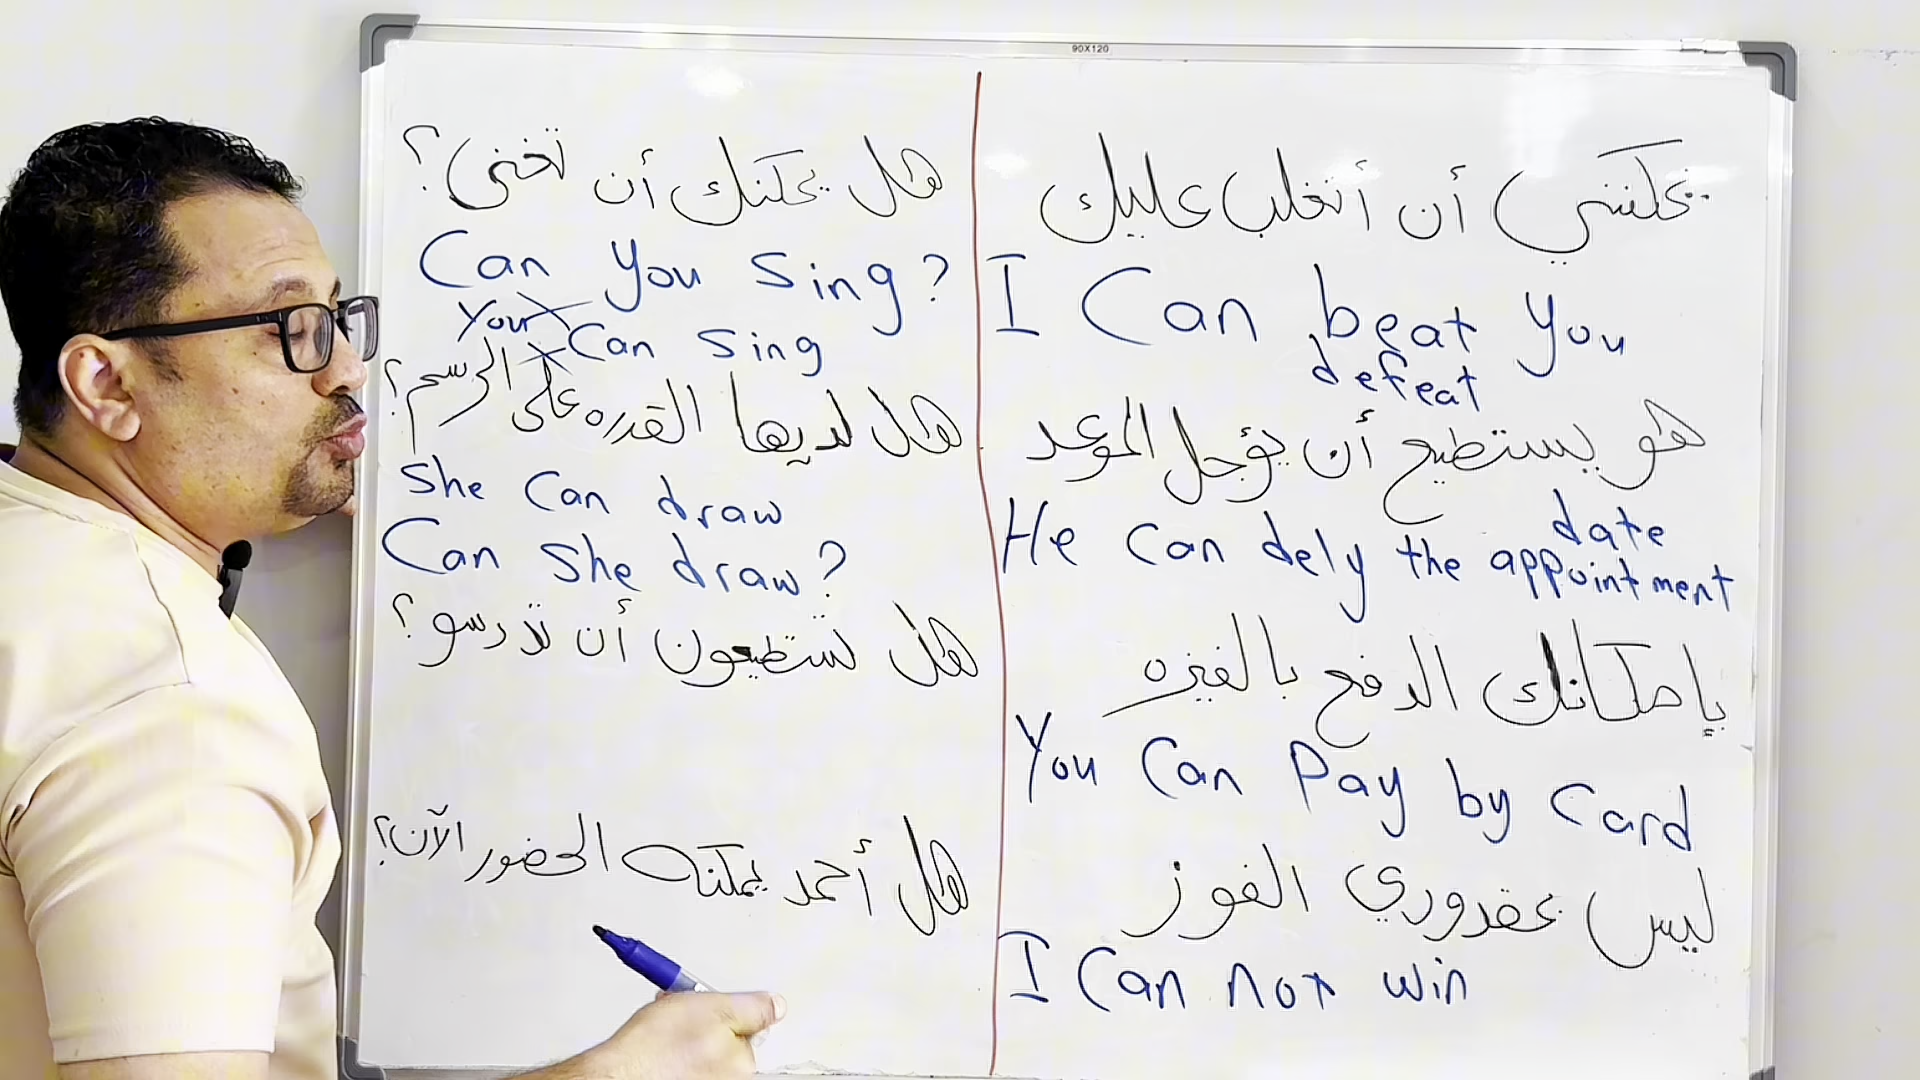 90X120
يمكنني أن أتغلب عليك
I Can beat you
defeat
هو يستطيع أن يؤجل الموعد
date
He Can dely the appointment
بإمكانك الدفع بالفيزه
You Can Pay by Card
ليس بمقدوري الفوز
I Can not win
هل يمكنك أن تغني؟
Can you Sing?
You Can Sing
هل لديها القدره على الرسم؟
She Can draw
Can She draw?
هل تستطيعون أن تدرسو؟
هل أحمد يمكنه الحضور الآن؟